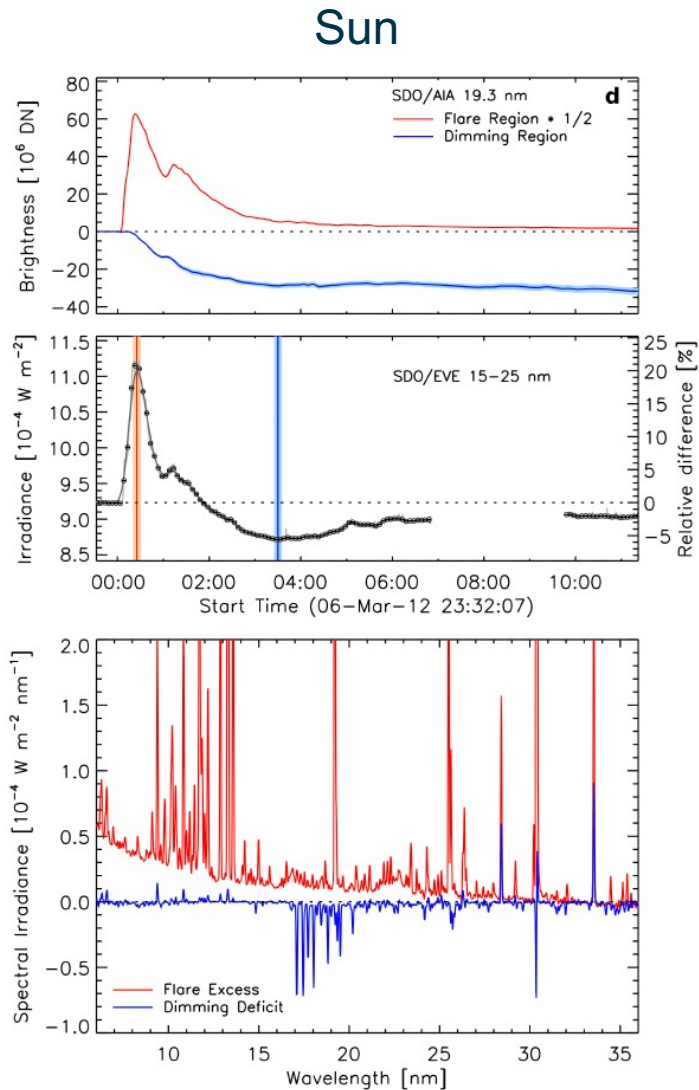 Sun
SDO/AIA 19.3 nm
d
Flare Region * 1/2
Dimming Region
Brightness [10⁶ DN]
80
60
40
20
0
−20
−40
SDO/EVE 15−25 nm
Irradiance [10⁻⁴ W m⁻²]
11.5
11.0
10.5
10.0
9.5
9.0
8.5
Relative difference [%]
25
20
15
10
5
0
−5
00:00 02:00 04:00 06:00 08:00 10:00
Start Time (06−Mar−12 23:32:07)
Spectral Irradiance [10⁻⁴ W m⁻² nm⁻¹]
2.0
1.5
1.0
0.5
0.0
−0.5
−1.0
Flare Excess
Dimming Deficit
10 15 20 25 30 35
Wavelength [nm]